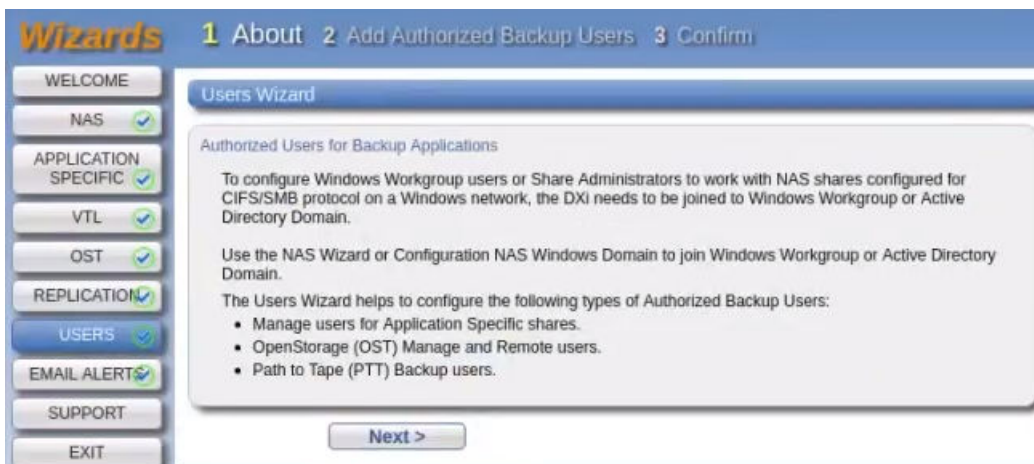 Wizards
1 About 2 Add Authorized Backup Users 3 Confirm
WELCOME
NAS
APPLICATION
SPECIFIC
VTL
OST
REPLICATION
USERS
EMAIL ALERTS
SUPPORT
EXIT
Users Wizard
Authorized Users for Backup Applications
To configure Windows Workgroup users or Share Administrators to work with NAS shares configured for
CIFS/SMB protocol on a Windows network, the DXi needs to be joined to Windows Workgroup or Active
Directory Domain.
Use the NAS Wizard or Configuration NAS Windows Domain to join Windows Workgroup or Active Directory
Domain.
The Users Wizard helps to configure the following types of Authorized Backup Users:
• Manage users for Application Specific shares.
• OpenStorage (OST) Manage and Remote users.
• Path to Tape (PTT) Backup users.
Next >